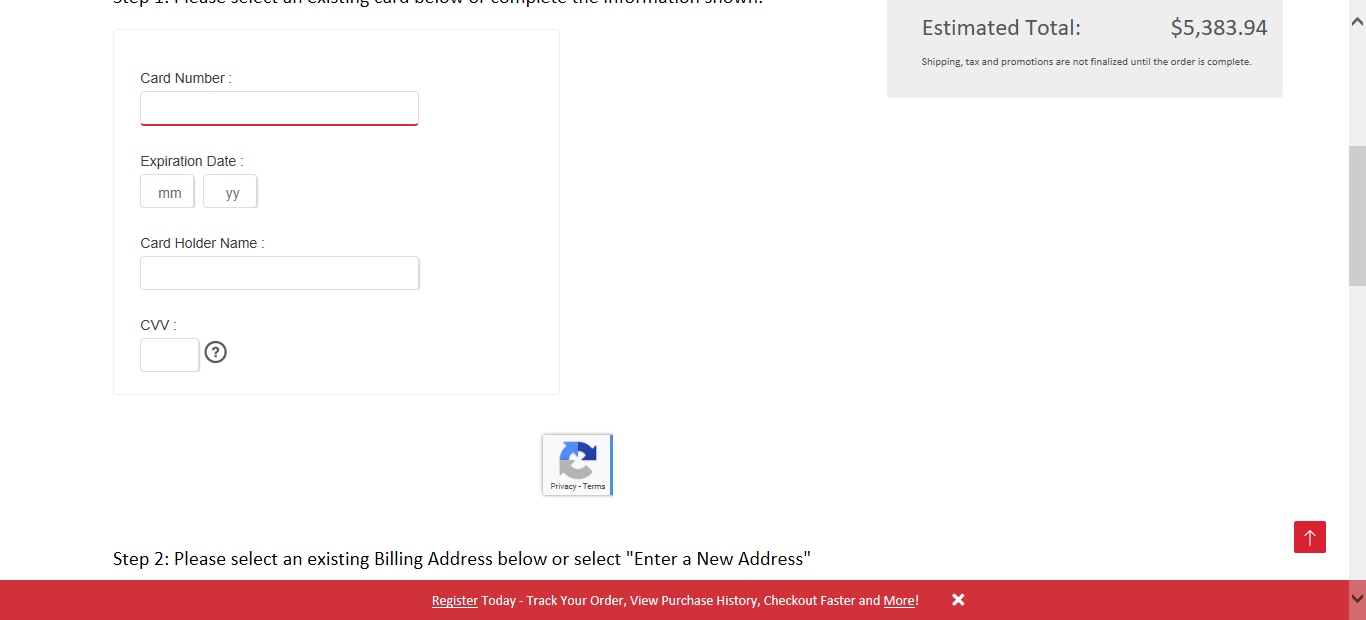 Step 1: Please select an existing card below or complete the information shown.
Estimated Total: $5,383.94
Shipping, tax and promotions are not finalized until the order is complete.
Card Number :
Expiration Date :
mm yy
Card Holder Name :
CVV :
?
Privacy - Terms
Step 2: Please select an existing Billing Address below or select "Enter a New Address"
Register Today - Track Your Order, View Purchase History, Checkout Faster and More!